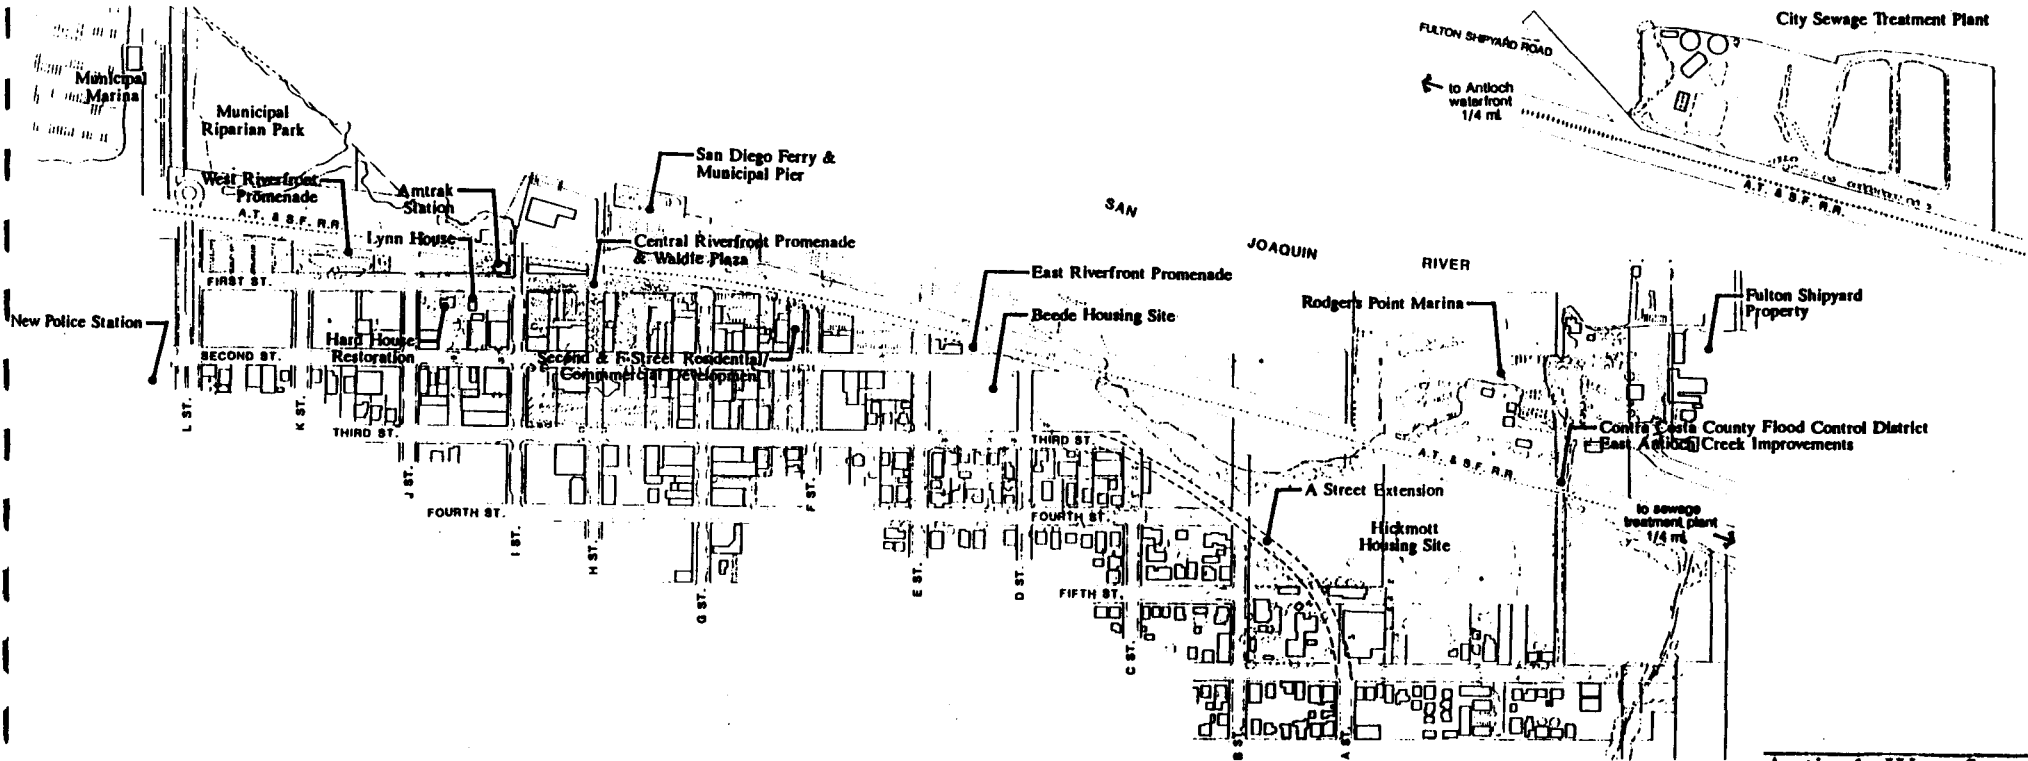 City Sewage Treatment Plant
FULTON SHIPYARD ROAD
to Antioch
waterfront
1/4 mi.
A.T. & S.F. R.R.
Municipal
Marina
Municipal
Riparian Park
San Diego Ferry &
Municipal Pier
West Riverfront
Promenade
Amtrak
Station
A.T. & S.F. R.R.
Lynn House
Central Riverfront Promenade
& Waldie Plaza
SAN
JOAQUIN
RIVER
East Riverfront Promenade
FIRST ST.
Rodger's Point Marina
Fulton Shipyard
Property
Beede Housing Site
New Police Station
Hard House
Restoration
SECOND ST.
Second & F Street Residential/
Commercial Development
L ST.
K ST.
THIRD ST.
THIRD ST.
Contra Costa County Flood Control District
East Antioch Creek Improvements
A.T. & S.F. R.R.
J ST.
F ST.
A Street Extension
FOURTH ST.
FOURTH ST.
to sewage
treatment plant
1/4 mi.
Hickmott
Housing Site
I ST.
H ST.
G ST.
E ST.
D ST.
FIFTH ST.
C ST.
B ST.
A ST.